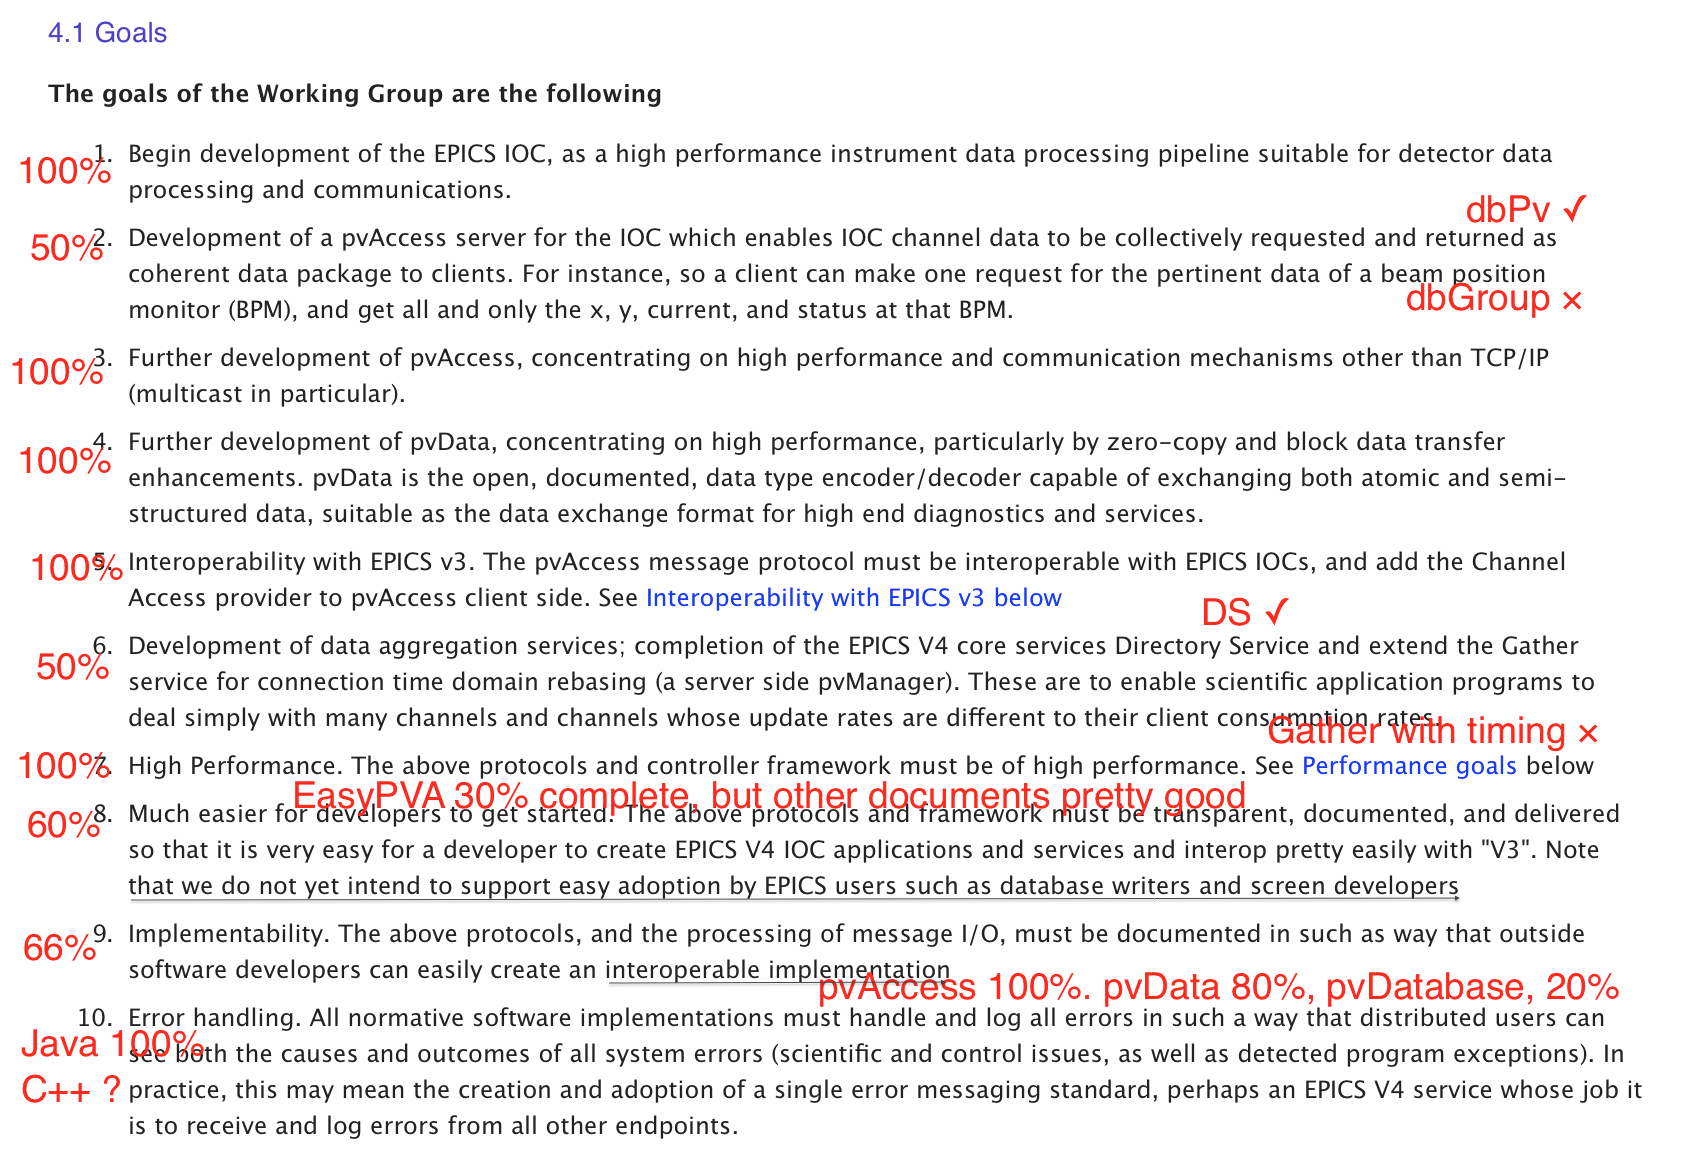 4.1 Goals
The goals of the Working Group are the following
100%
1. Begin development of the EPICS IOC, as a high performance instrument data processing pipeline suitable for detector data
processing and communications.
dbPv ✓
50%
2. Development of a pvAccess server for the IOC which enables IOC channel data to be collectively requested and returned as
coherent data package to clients. For instance, so a client can make one request for the pertinent data of a beam position
dbGroup ×
monitor (BPM), and get all and only the x, y, current, and status at that BPM.
100%
3. Further development of pvAccess, concentrating on high performance and communication mechanisms other than TCP/IP
(multicast in particular).
100%
4. Further development of pvData, concentrating on high performance, particularly by zero-copy and block data transfer
enhancements. pvData is the open, documented, data type encoder/decoder capable of exchanging both atomic and semi-
structured data, suitable as the data exchange format for high end diagnostics and services.
100%
5. Interoperability with EPICS v3. The pvAccess message protocol must be interoperable with EPICS IOCs, and add the Channel
Access provider to pvAccess client side. See Interoperability with EPICS v3 below
DS ✓
50%
6. Development of data aggregation services; completion of the EPICS V4 core services Directory Service and extend the Gather
service for connection time domain rebasing (a server side pvManager). These are to enable scientific application programs to
deal simply with many channels and channels whose update rates are different to their client consumption rates.
Gather with timing ×
100%
7. High Performance. The above protocols and controller framework must be of high performance. See Performance goals below
EasyPVA 30% complete, but other documents pretty good
60%
8. Much easier for developers to get started. The above protocols and framework must be transparent, documented, and delivered
so that it is very easy for a developer to create EPICS V4 IOC applications and services and interop pretty easily with "V3". Note
that we do not yet intend to support easy adoption by EPICS users such as database writers and screen developers
66%
9. Implementability. The above protocols, and the processing of message I/O, must be documented in such as way that outside
software developers can easily create an interoperable implementation
pvAccess 100%. pvData 80%, pvDatabase, 20%
10. Error handling. All normative software implementations must handle and log all errors in such a way that distributed users can
Java 100%
see both the causes and outcomes of all system errors (scientific and control issues, as well as detected program exceptions). In
C++ ?
practice, this may mean the creation and adoption of a single error messaging standard, perhaps an EPICS V4 service whose job it
is to receive and log errors from all other endpoints.